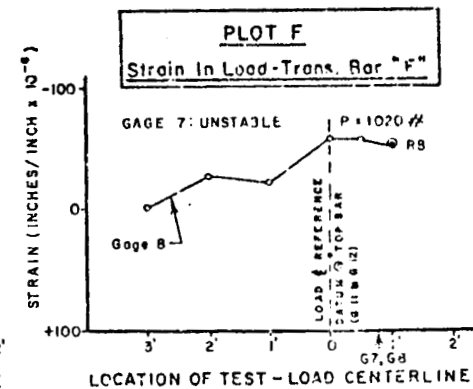 PLOT F
Strain In Load-Trans. Bar "F"
-100
GAGE 7: UNSTABLE
P = 1020 #
R8
0
Gage 8
+100
STRAIN (INCHES/INCH x 10⁻⁶)
LOAD ℄ REFERENCE
DATUM @ TOP BAR
(G 11 & G 12)
3' 2' 1' 0 1'
G7, G8
LOCATION OF TEST-LOAD CENTERLINE